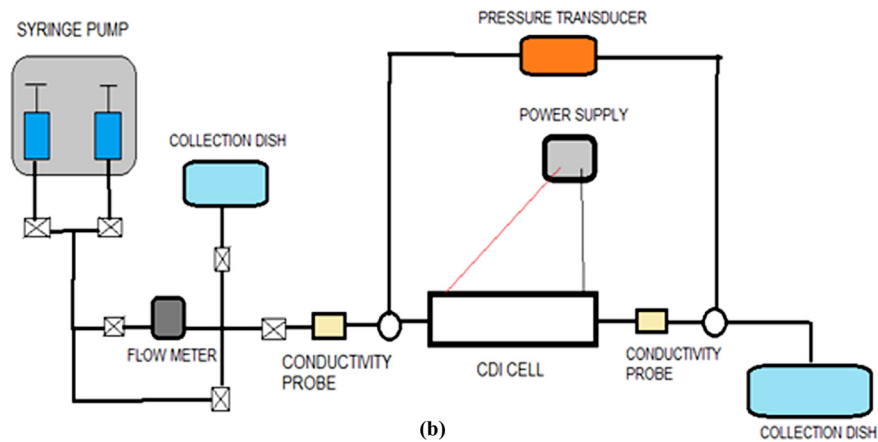 PRESSURE TRANSDUCER
SYRINGE PUMP
POWER SUPPLY
COLLECTION DISH
FLOW METER
CONDUCTIVITY
PROBE
CDI CELL
CONDUCTIVITY
PROBE
COLLECTION DISH
(b)